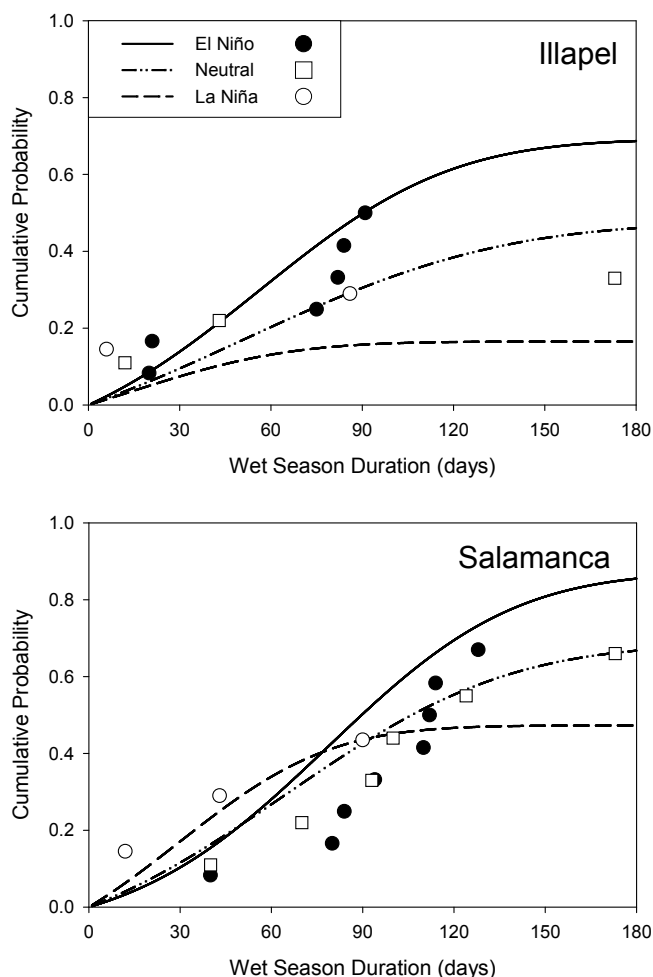 1.0
El Niño
Illapel
Neutral
0.8
La Niña
0.6
0.4
0.2
0.0
Cumulative Probability
0 30 60 90 120 150 180
Wet Season Duration (days)
1.0
Salamanca
0.8
0.6
0.4
0.2
0.0
Cumulative Probability
0 30 60 90 120 150 180
Wet Season Duration (days)